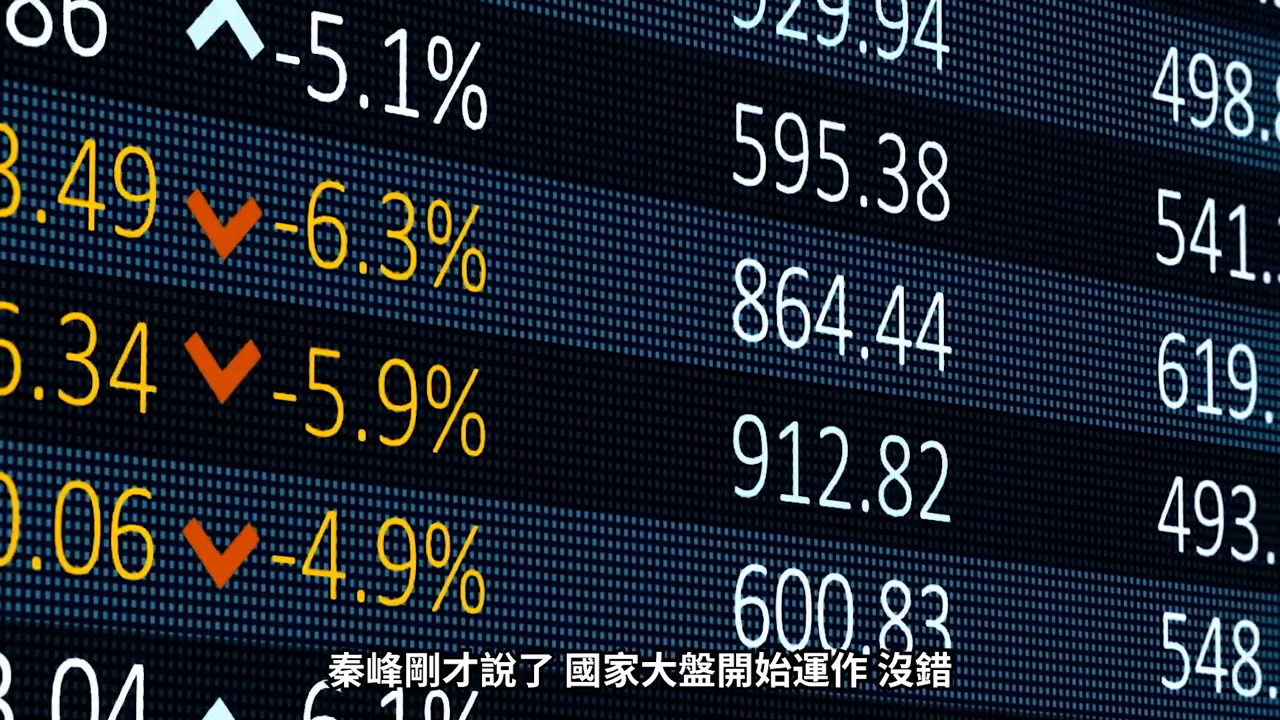 -5.1% 529.94 498.
3.49 -6.3% 595.38 541.
6.34 -5.9% 864.44 619.
0.06 -4.9% 912.82 493.
3.04 600.83 548.
秦峰剛才說了 國家大盤開始運作 沒錯